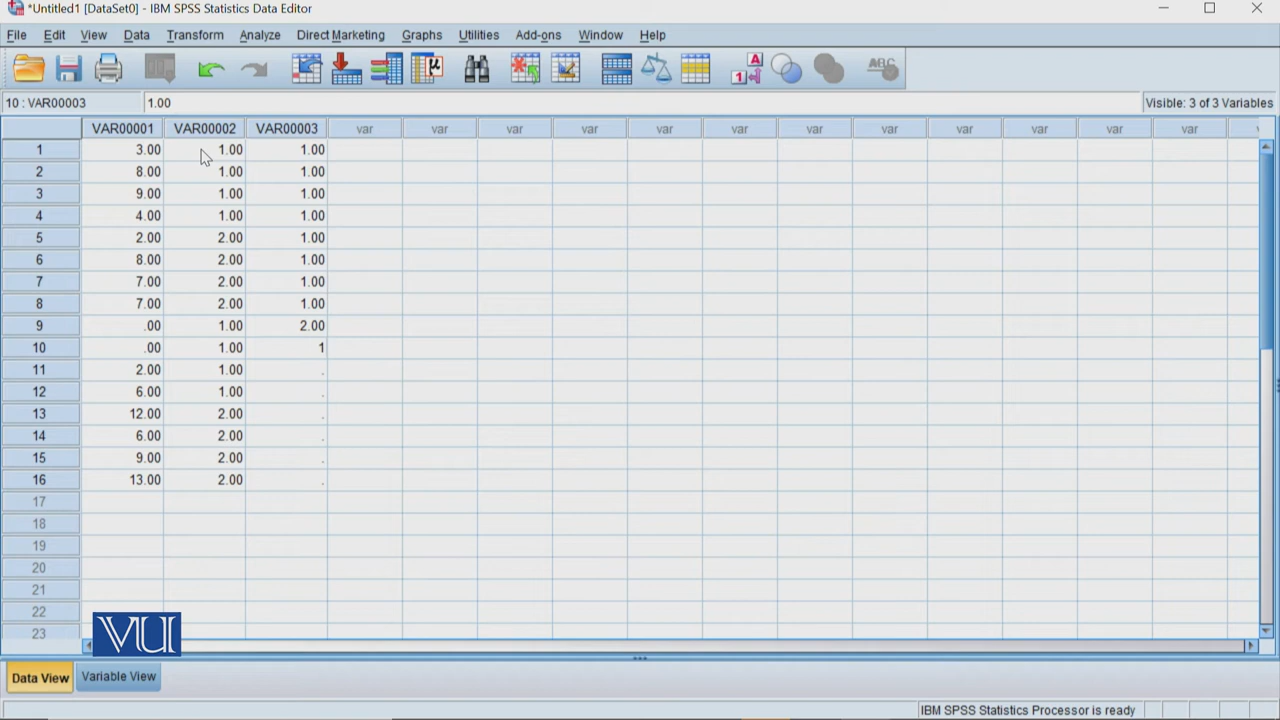 *Untitled1 [DataSet0] - IBM SPSS Statistics Data Editor
File Edit View Data Transform Analyze Direct Marketing Graphs Utilities Add-ons Window Help
10 : VAR00003 1.00 Visible: 3 of 3 Variables
VAR00001 VAR00002 VAR00003 var var var var var var var var var var var var
1 3.00 1.00 1.00
2 8.00 1.00 1.00
3 9.00 1.00 1.00
4 4.00 1.00 1.00
5 2.00 2.00 1.00
6 8.00 2.00 1.00
7 7.00 2.00 1.00
8 7.00 2.00 1.00
9 .00 1.00 2.00
10 .00 1.00 1
11 2.00 1.00 .
12 6.00 1.00 .
13 12.00 2.00 .
14 6.00 2.00 .
15 9.00 2.00 .
16 13.00 2.00 .
17
18
19
20
21
22
23
VU
Data View Variable View
IBM SPSS Statistics Processor is ready